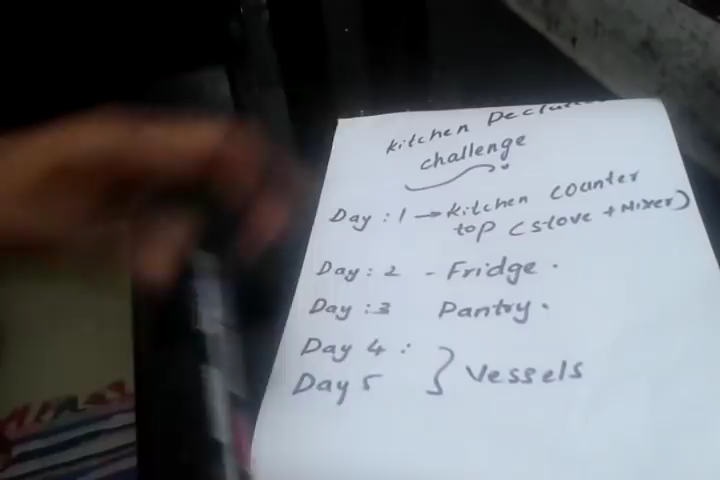 kitchen
challenge
Day : 1 → kitchen counter
top (stove + Mixer)
Day : 2 - Fridge .
Day : 3 Pantry .
Day 4 :
Day 5 } Vessels